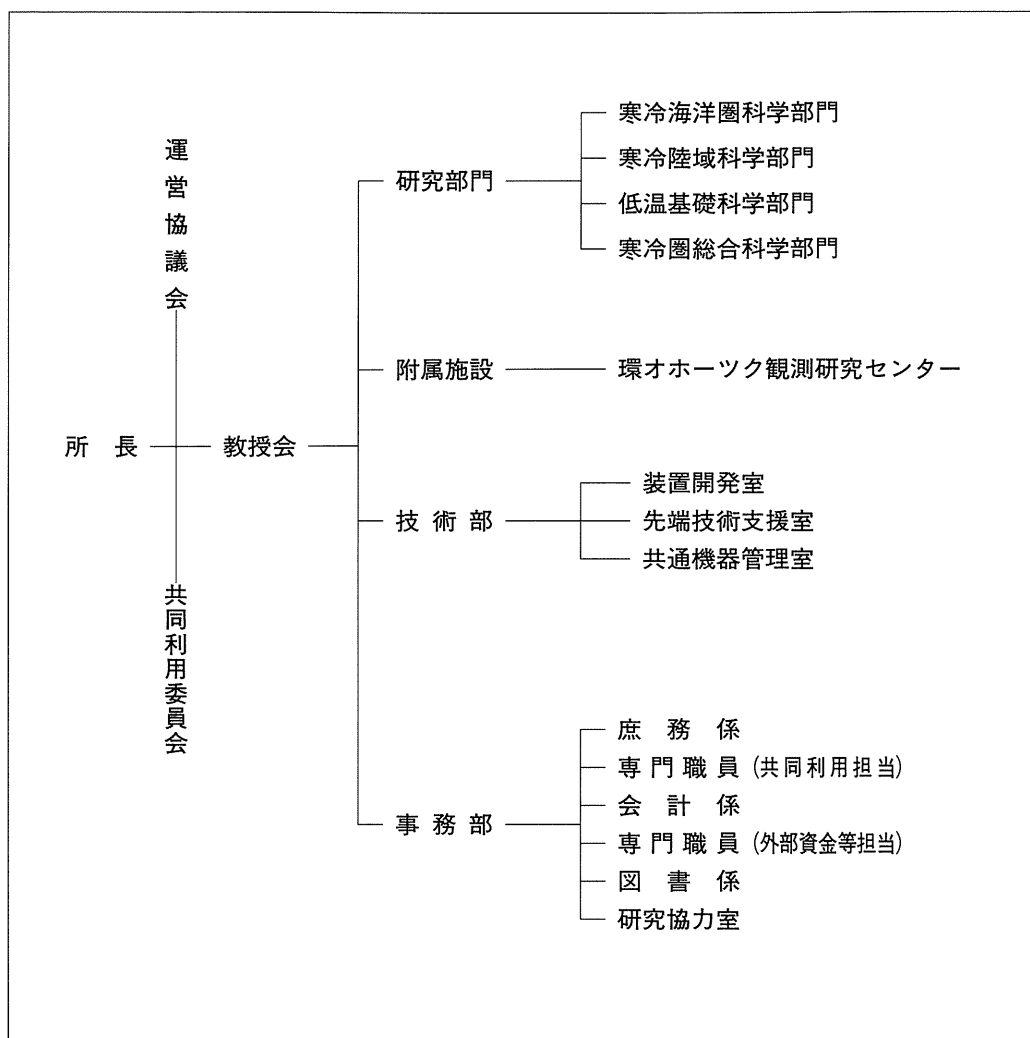 運営協議会
所長
教授会
共同利用委員会
研究部門
寒冷海洋圏科学部門
寒冷陸域科学部門
低温基礎科学部門
寒冷圏総合科学部門
附属施設
環オホーツク観測研究センター
技術部
装置開発室
先端技術支援室
共通機器管理室
事務部
庶務係
専門職員(共同利用担当)
会計係
専門職員(外部資金等担当)
図書係
研究協力室